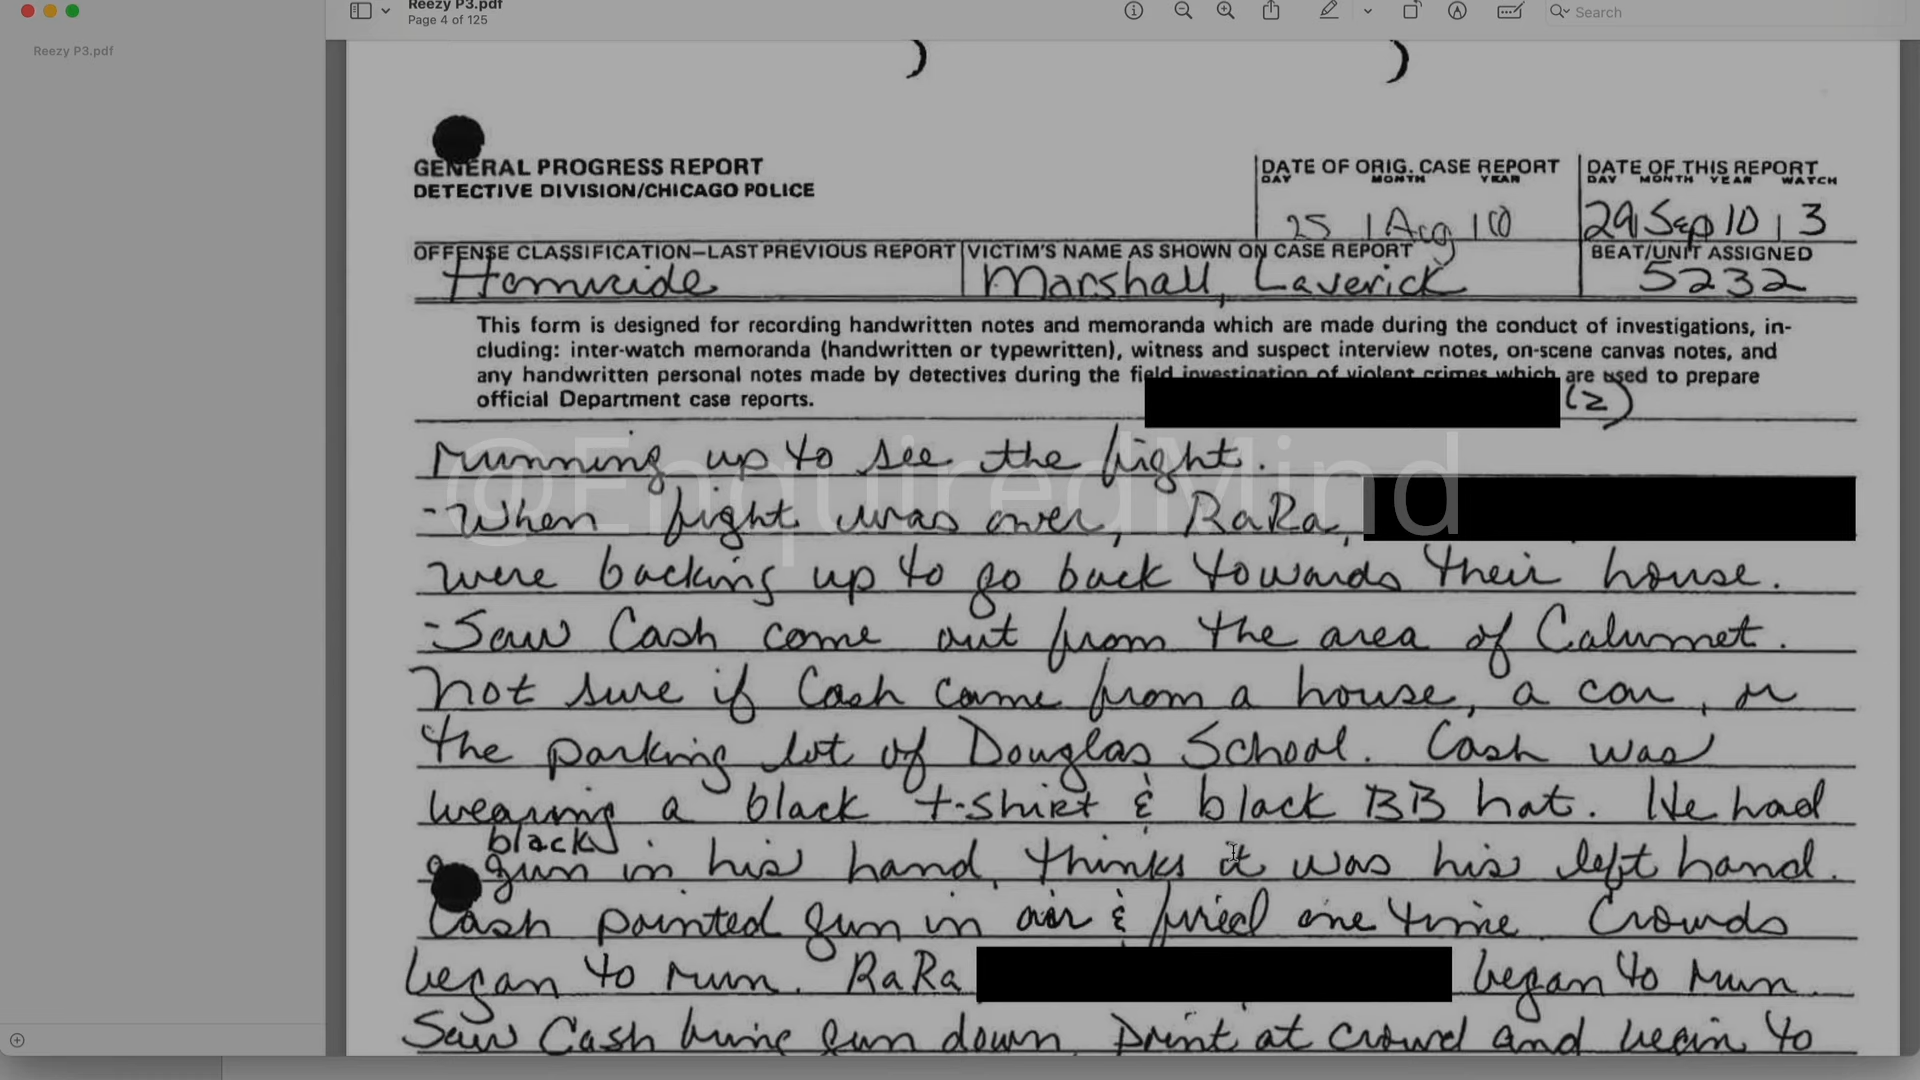 Reezy P3.pdf
Page 4 of 125
Search
Reezy P3.pdf
GENERAL PROGRESS REPORT
DETECTIVE DIVISION/CHICAGO POLICE
DATE OF ORIG. CASE REPORT
DAY MONTH YEAR
25 Aug 10
DATE OF THIS REPORT
DAY MONTH YEAR WATCH
29 Sep 10 3
OFFENSE CLASSIFICATION—LAST PREVIOUS REPORT
Homicide
VICTIM'S NAME AS SHOWN ON CASE REPORT
Marshall, Laverick
BEAT/UNIT ASSIGNED
5232
This form is designed for recording handwritten notes and memoranda which are made during the conduct of investigations, in-
cluding: inter-watch memoranda (handwritten or typewritten), witness and suspect interview notes, on-scene canvas notes, and
any handwritten personal notes made by detectives during the field investigation of violent crimes which are used to prepare
official Department case reports.
(2)
@EnquiredMind
running up to see the fight.
- When fight was over, RaRa,
were backing up to go back towards their house.
- Saw Cash come out from the area of Calumet.
Not sure if Cash came from a house, a car, or
the parking lot of Douglas School. Cash was
wearing a black t-shirt & black BB hat. He had
black
a gun in his hand, thinks it was his left hand.
Cash pointed gun in air & fired one time. Crowds
began to run. RaRa began to run.
Saw Cash bring gun down, point at crowd and begin to